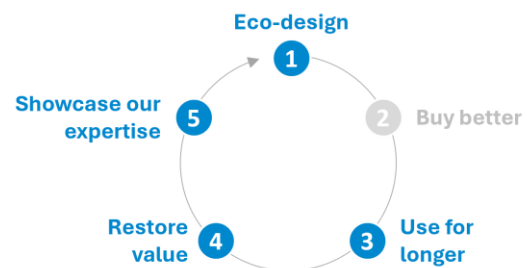 Eco-design
1
2
Buy better
3
Use for
longer
4
Restore
value
5
Showcase our
expertise